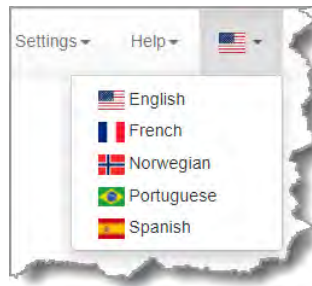 Settings Help
English
French
Norwegian
Portuguese
Spanish